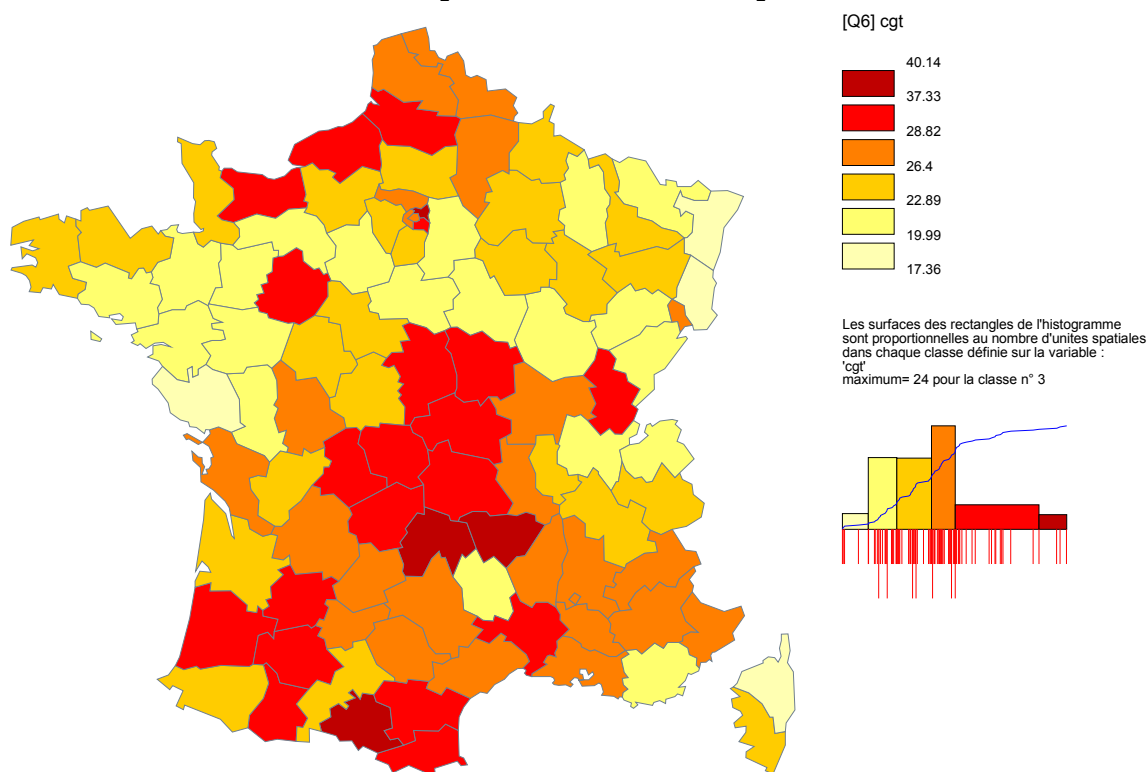 [Q6] cgt
40.14
37.33
28.82
26.4
22.89
19.99
17.36
Les surfaces des rectangles de l'histogramme
sont proportionnelles au nombre d'unites spatiales
dans chaque classe définie sur la variable :
'cgt'
maximum= 24 pour la classe n° 3